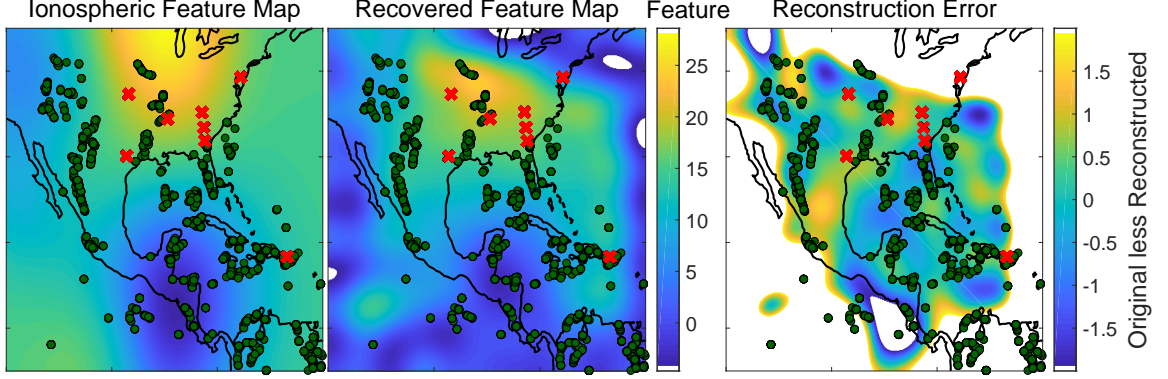 Ionospheric Feature Map
Recovered Feature Map
Feature
Reconstruction Error
25
20
15
10
5
0
1.5
1
0.5
0
-0.5
-1
-1.5
Original less Reconstructed